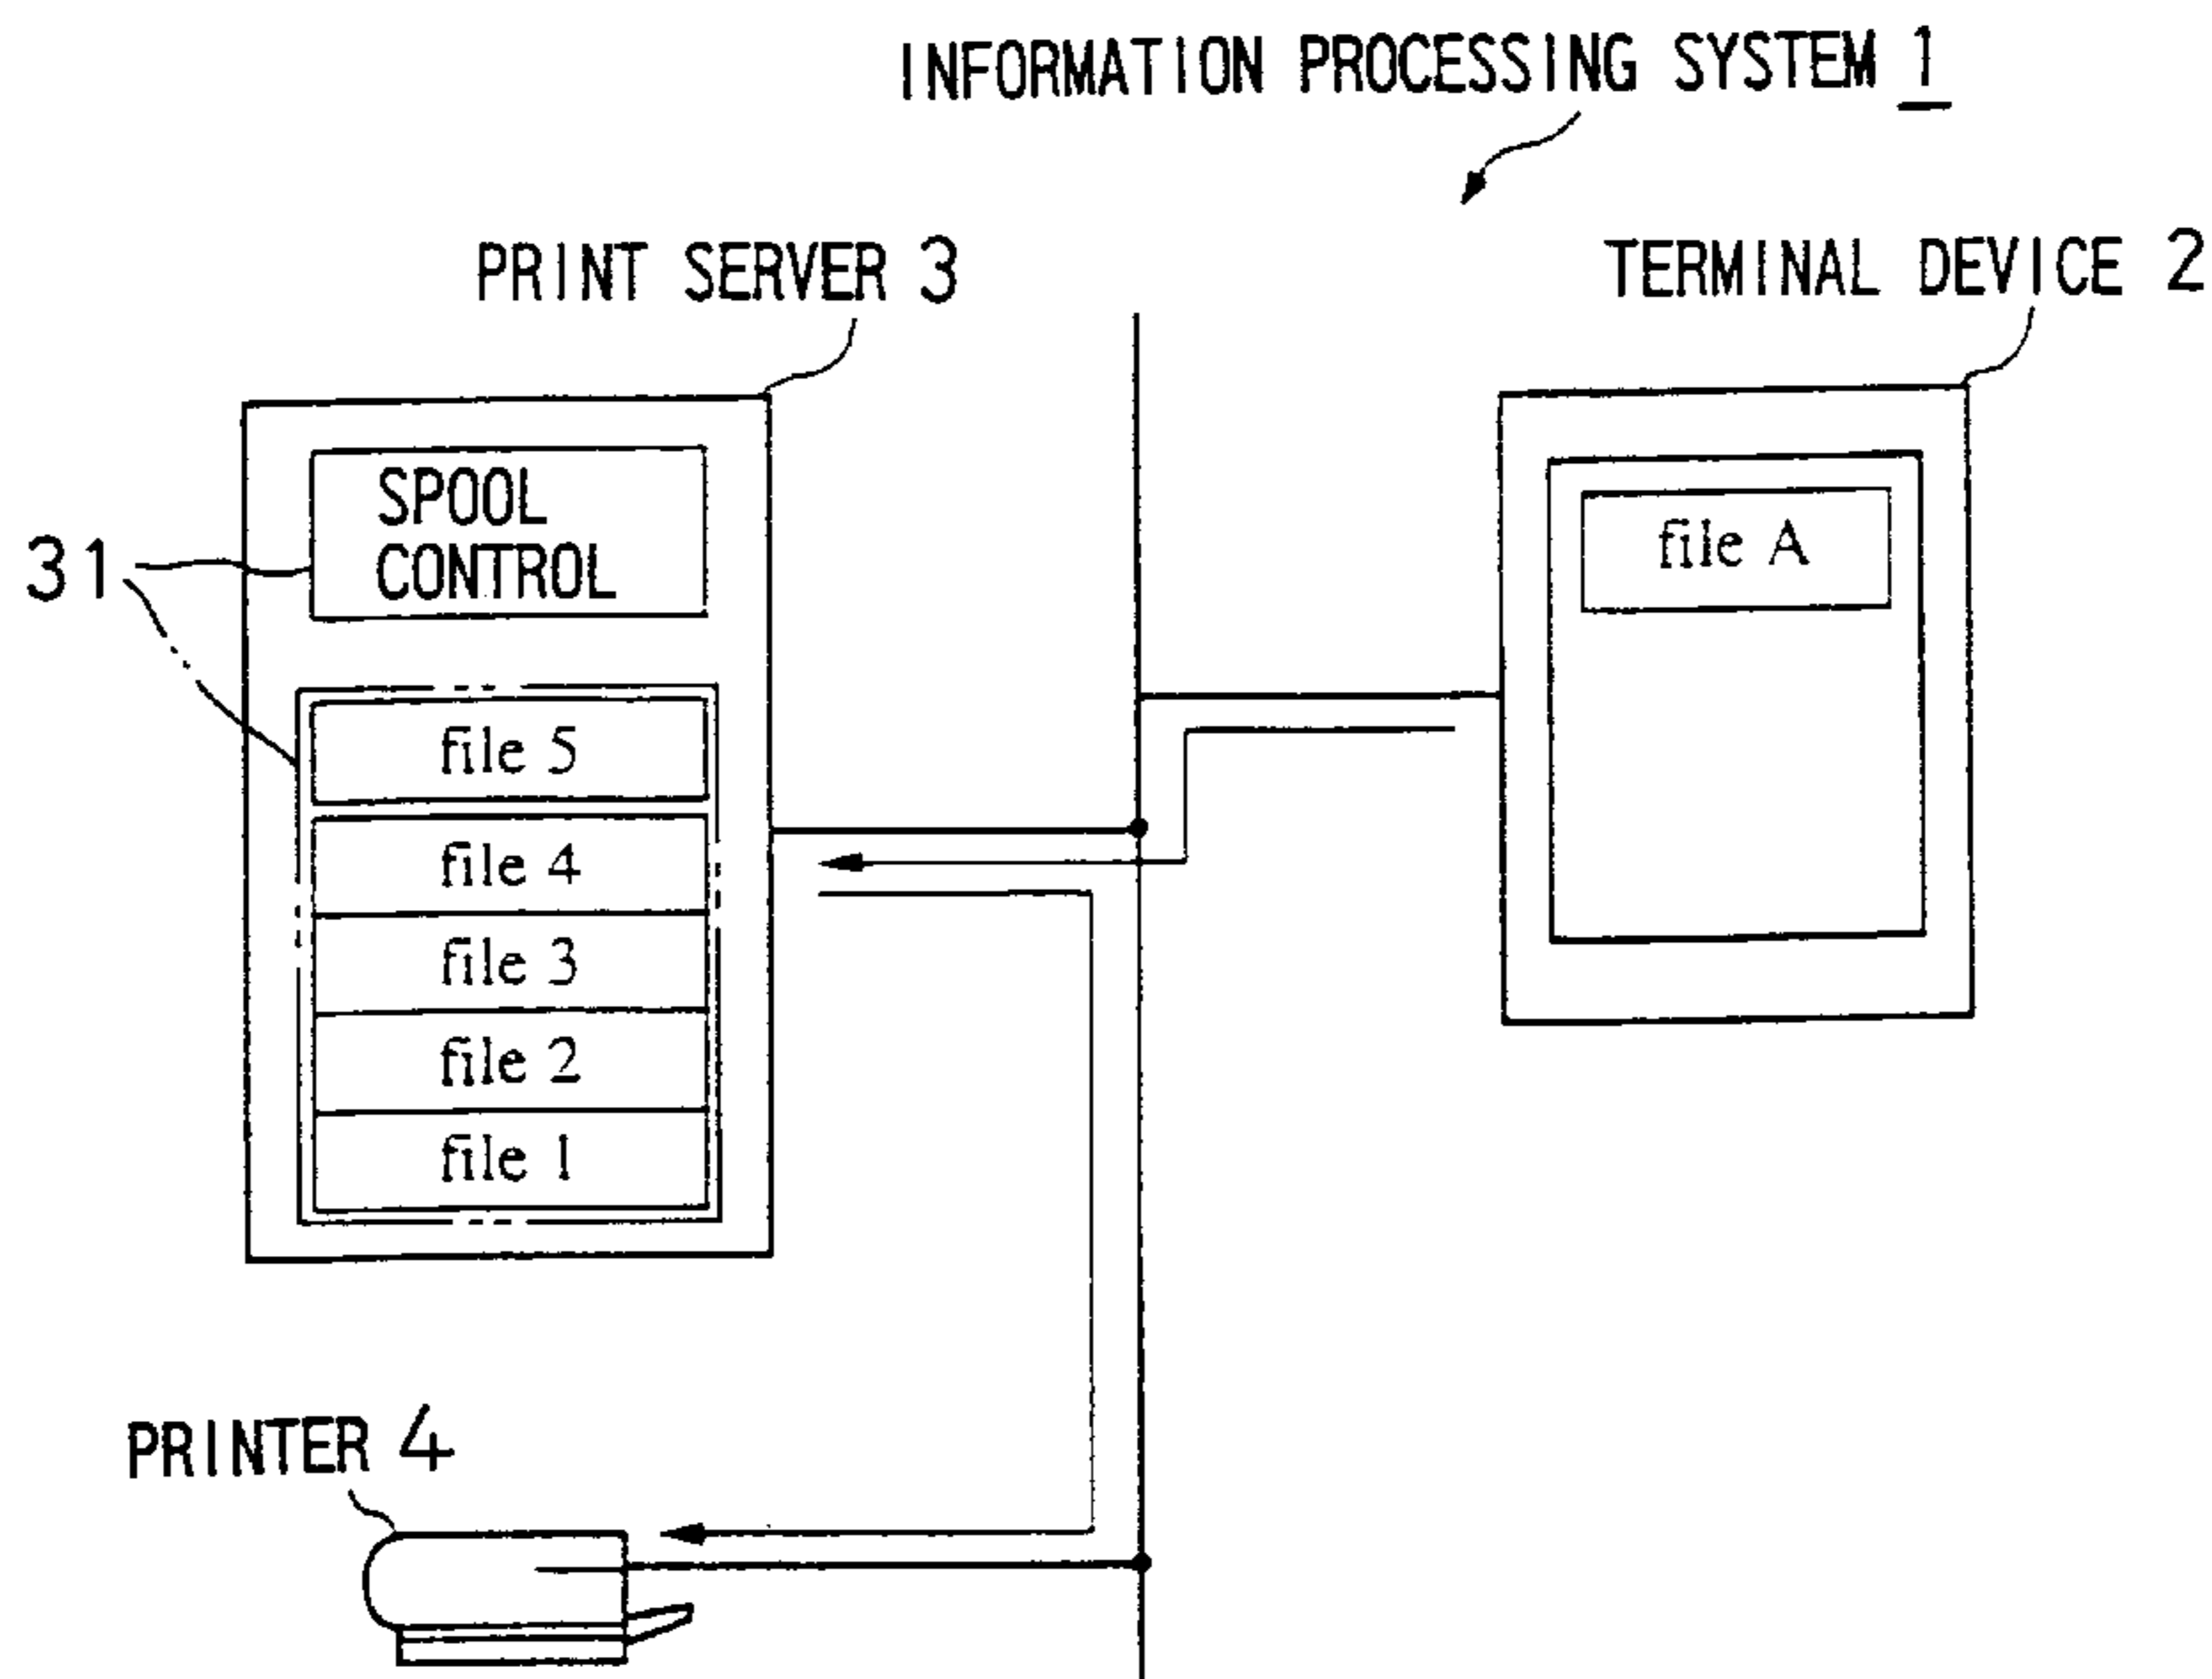 INFORMATION PROCESSING SYSTEM 1
PRINT SERVER 3
TERMINAL DEVICE 2
SPOOL
CONTROL
31
file A
file 5
file 4
file 3
file 2
file 1
PRINTER 4